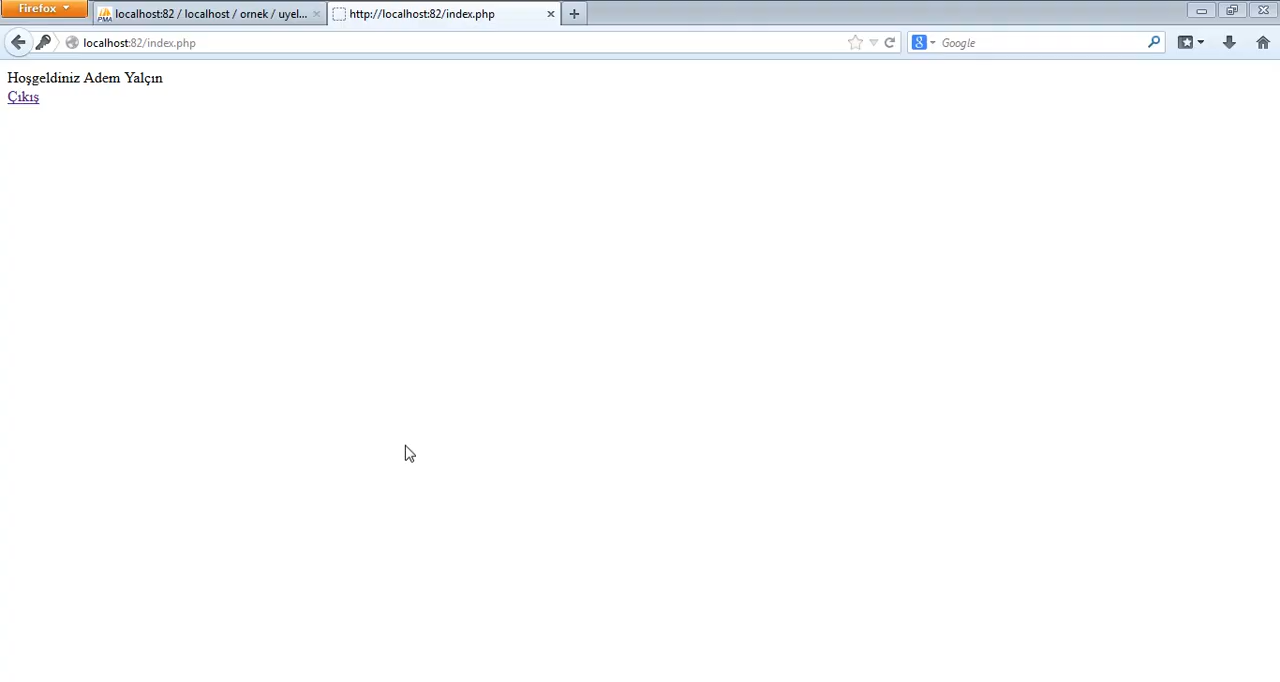 Firefox
localhost:82 / localhost / ornek / uyel...
http://localhost:82/index.php
localhost:82/index.php
Google
Hoşgeldiniz Adem Yalçın
Çıkış